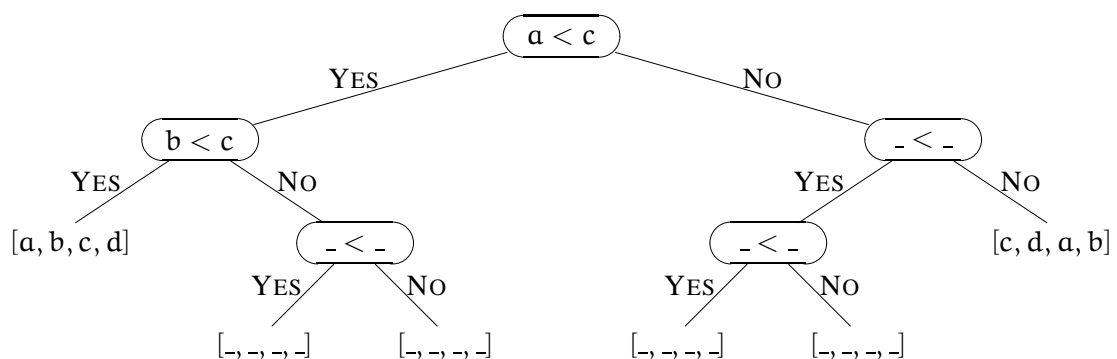 a < c
YES NO
b < c _ < _
YES NO YES NO
[a, b, c, d] _ < _ _ < _ [c, d, a, b]
YES NO YES NO
[_, _, _, _] [_, _, _, _] [_, _, _, _] [_, _, _, _]